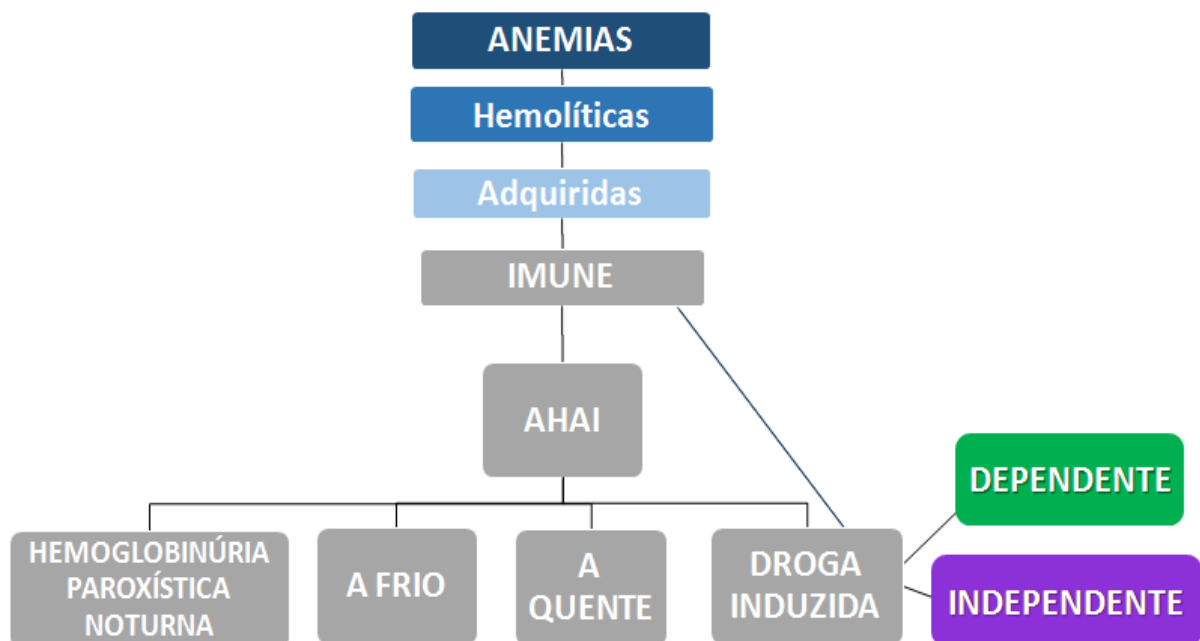 ANEMIAS
Hemolíticas
Adquiridas
IMUNE
AHAI
HEMOGLOBINÚRIA
PAROXÍSTICA
NOTURNA
A FRIO
A
QUENTE
DROGA
INDUZIDA
DEPENDENTE
INDEPENDENTE